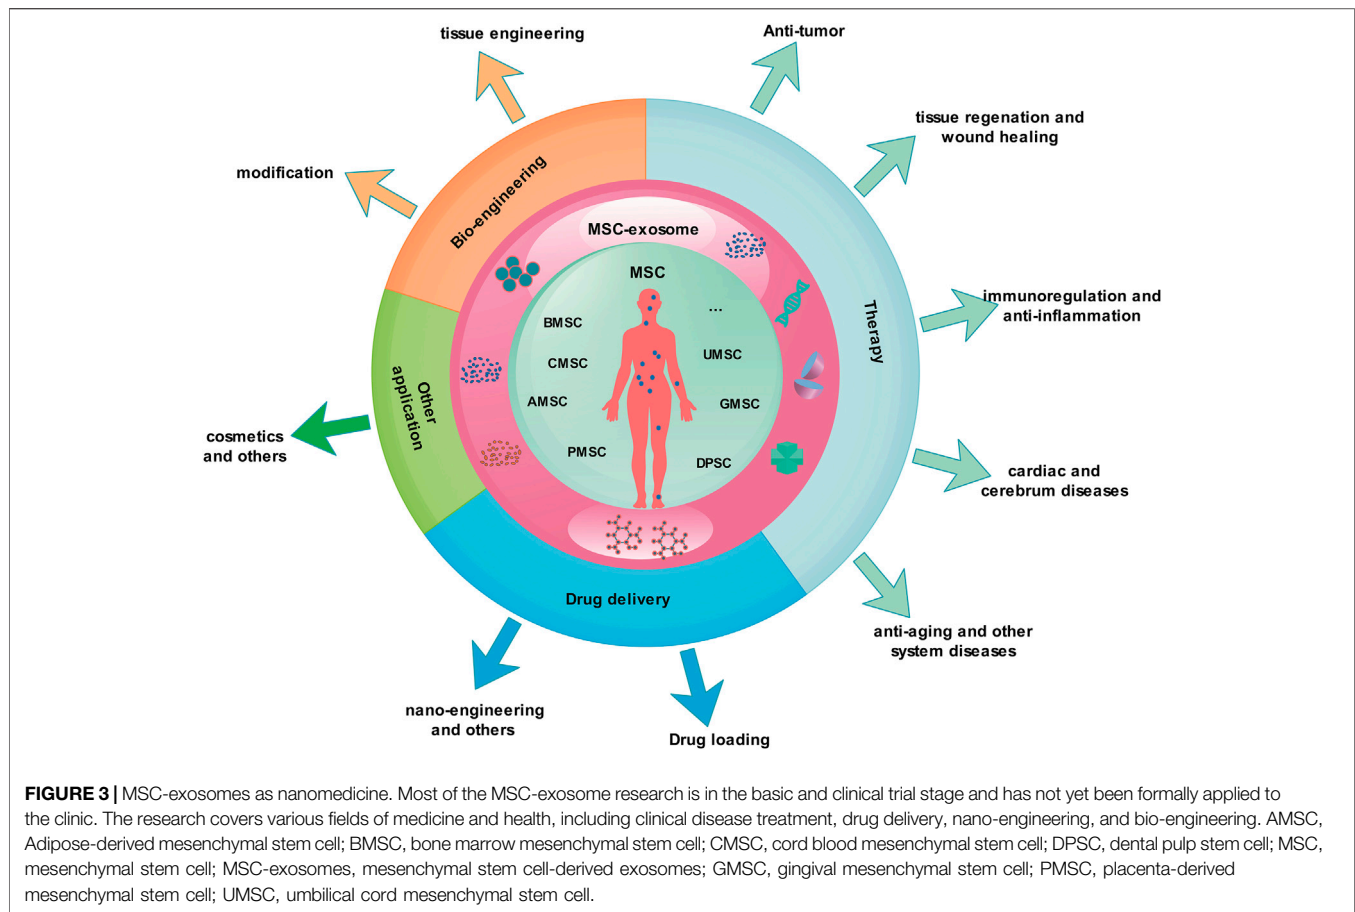 tissue engineering
Anti-tumor
modification
tissue regenation and
wound healing
Bio-engineering
MSC-exosome
MSC
...
BMSC
CMSC
AMSC
PMSC
UMSC
GMSC
DPSC
Therapy
immunoregulation and
anti-inflammation
Other
application
cosmetics
and others
cardiac and
cerebrum diseases
Drug delivery
anti-aging and other
system diseases
nano-engineering
and others
Drug loading
FIGURE 3 | MSC-exosomes as nanomedicine. Most of the MSC-exosome research is in the basic and clinical trial stage and has not yet been formally applied to
the clinic. The research covers various fields of medicine and health, including clinical disease treatment, drug delivery, nano-engineering, and bio-engineering. AMSC,
Adipose-derived mesenchymal stem cell; BMSC, bone marrow mesenchymal stem cell; CMSC, cord blood mesenchymal stem cell; DPSC, dental pulp stem cell; MSC,
mesenchymal stem cell; MSC-exosomes, mesenchymal stem cell-derived exosomes; GMSC, gingival mesenchymal stem cell; PMSC, placenta-derived
mesenchymal stem cell; UMSC, umbilical cord mesenchymal stem cell.